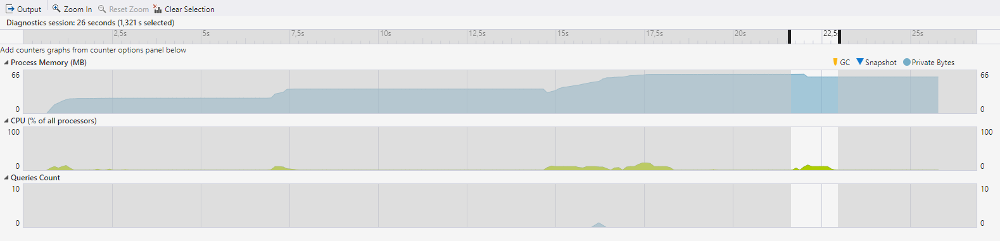 Output Zoom In Reset Zoom Clear Selection
Diagnostics session: 26 seconds (1,321 s selected)
2,5s 5s 7,5s 10s 15s 17,5s 20s 22,5 25s
Add counters graphs from counter options panel below
Process Memory (MB) GC Snapshot Private Bytes
66 66
0 0
CPU (% of all processors)
100 100
0 0
Queries Count
10 10
0 0